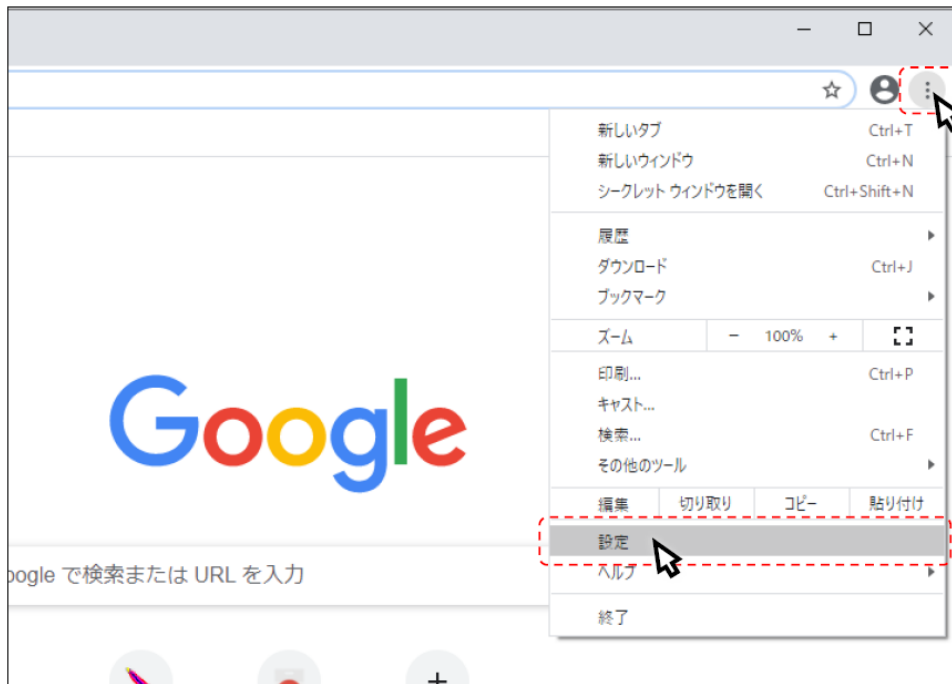 新しいタブ Ctrl+T
新しいウィンドウ Ctrl+N
シークレット ウィンドウを開く Ctrl+Shift+N
履歴
ダウンロード Ctrl+J
ブックマーク
ズーム − 100% +
印刷... Ctrl+P
キャスト...
検索... Ctrl+F
その他のツール
編集 切り取り コピー 貼り付け
設定
ヘルプ
終了
Google
oogle で検索または URL を入力